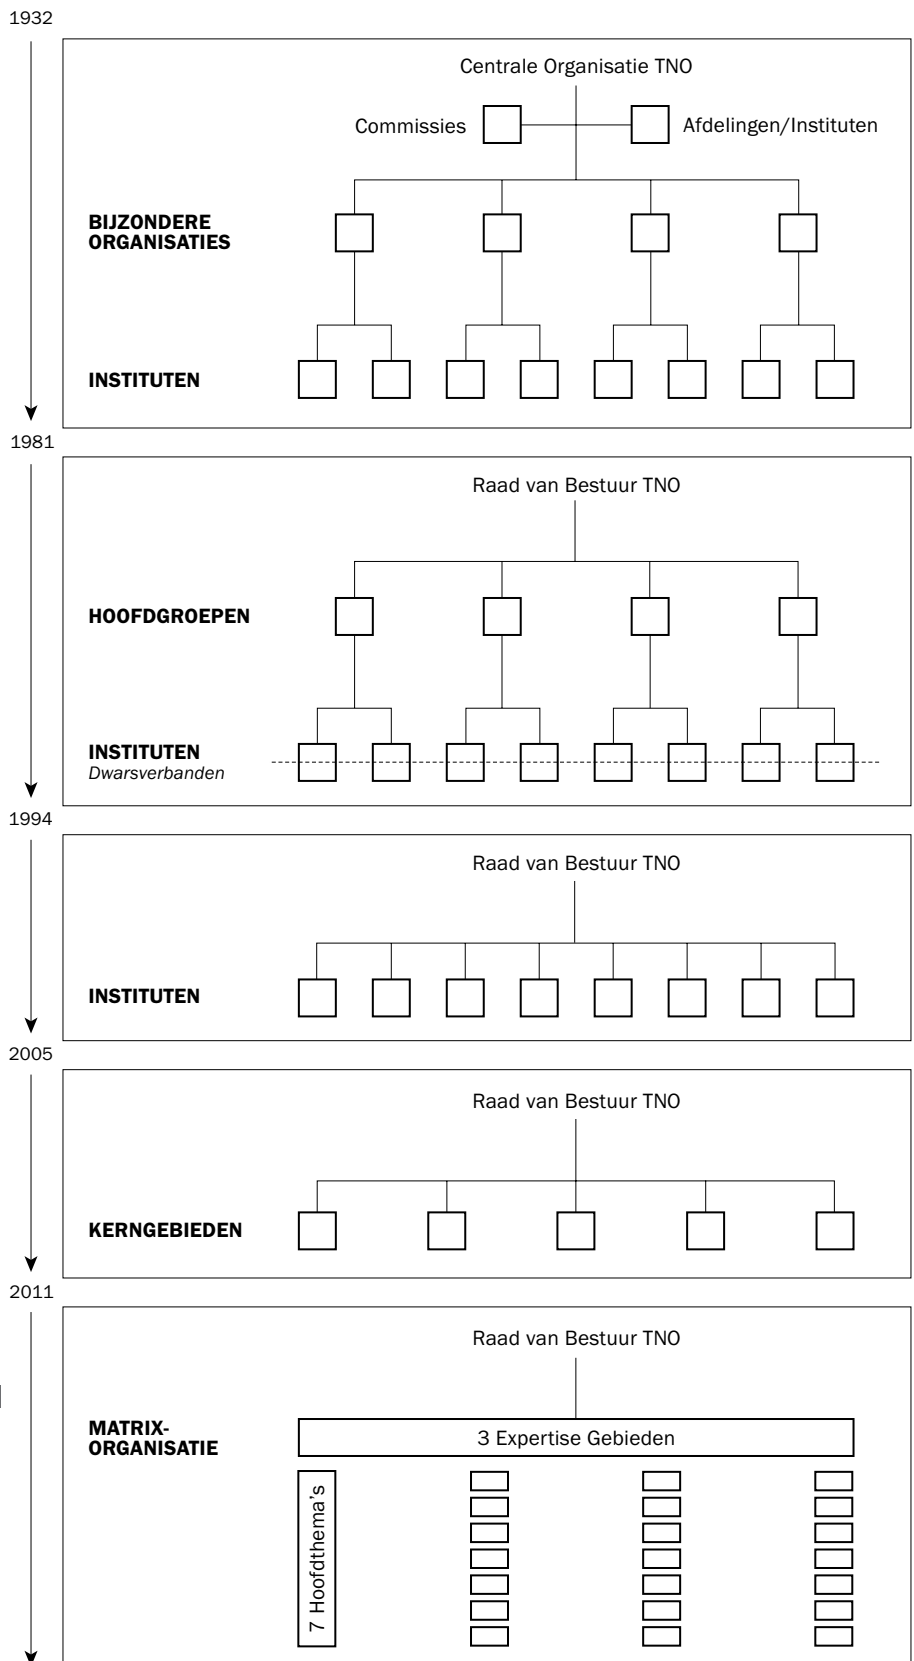 1932
Centrale Organisatie TNO
Commissies
Afdelingen/Instituten
BIJZONDERE
ORGANISATIES
INSTITUTEN
1981
Raad van Bestuur TNO
HOOFDGROEPEN
INSTITUTEN
Dwarsverbanden
1994
Raad van Bestuur TNO
INSTITUTEN
2005
Raad van Bestuur TNO
KERNGEBIEDEN
2011
Raad van Bestuur TNO
MATRIX-
ORGANISATIE
3 Expertise Gebieden
7 Hoofdthema's